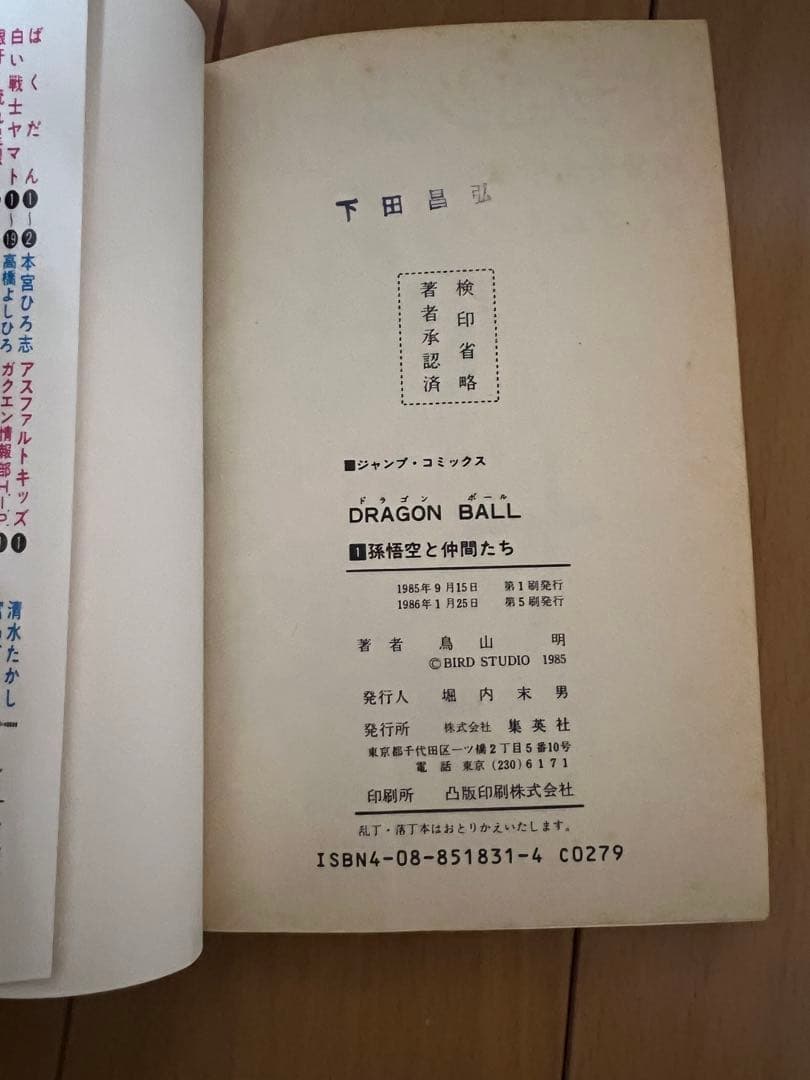 ばくだん❶〜❷本宮ひろ志
白い戦士ヤマト❶〜⓳高橋よしひろ
アスファルトキッズ❶
ガクエン情報部H.I.P.❶
清水たかし
下田昌弘
検印省略
著者承認済
■ジャンプ・コミックス
ドラゴン ボール
DRAGON BALL
1孫悟空と仲間たち
1985年9月15日 第1刷発行
1986年1月25日 第5刷発行
著者 鳥山明
©BIRD STUDIO 1985
発行人 堀内末男
発行所 株式会社 集英社
東京都千代田区一ツ橋2丁目5番10号
電話 東京(230)6171
印刷所 凸版印刷株式会社
乱丁・落丁本はおとりかえいたします。
ISBN4-08-851831-4 C0279